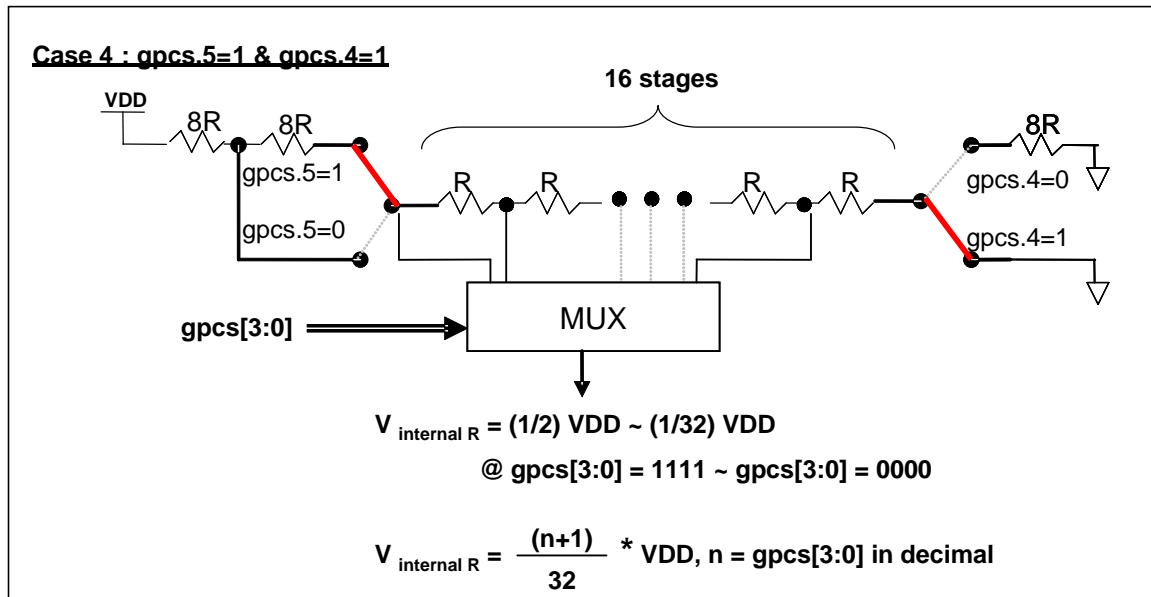 Case 4 : gpcs.5=1 & gpcs.4=1
16 stages
VDD
8R
8R
8R
gpcs.5=1
R
R
R
R
gpcs.4=0
gpcs.5=0
gpcs.4=1
MUX
gpcs[3:0]
V internal R = (1/2) VDD ~ (1/32) VDD
@ gpcs[3:0] = 1111 ~ gpcs[3:0] = 0000
V internal R = (n+1) / 32 * VDD, n = gpcs[3:0] in decimal